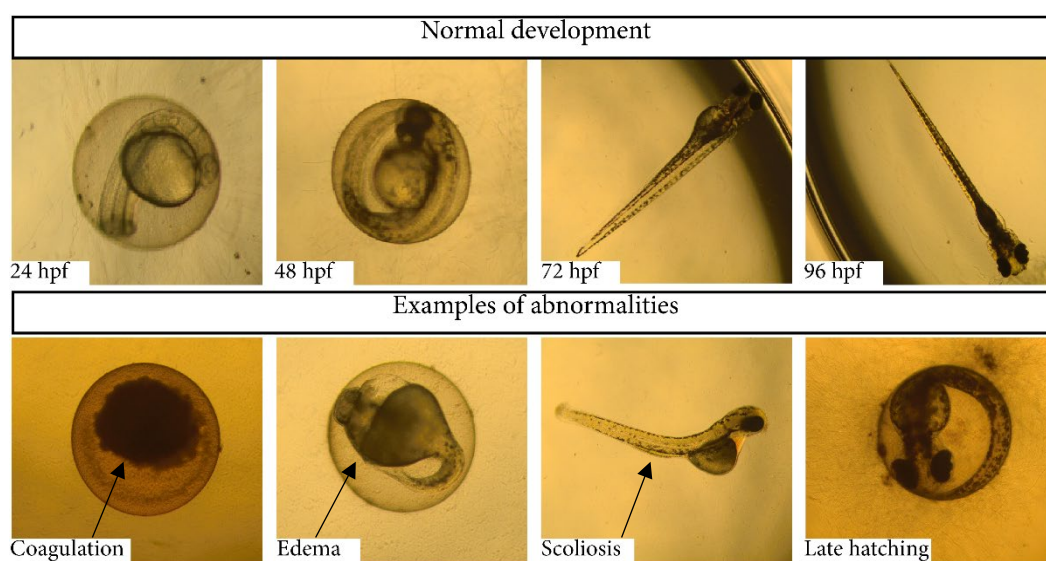 Normal development
24 hpf
48 hpf
72 hpf
96 hpf
Examples of abnormalities
Coagulation
Edema
Scoliosis
Late hatching